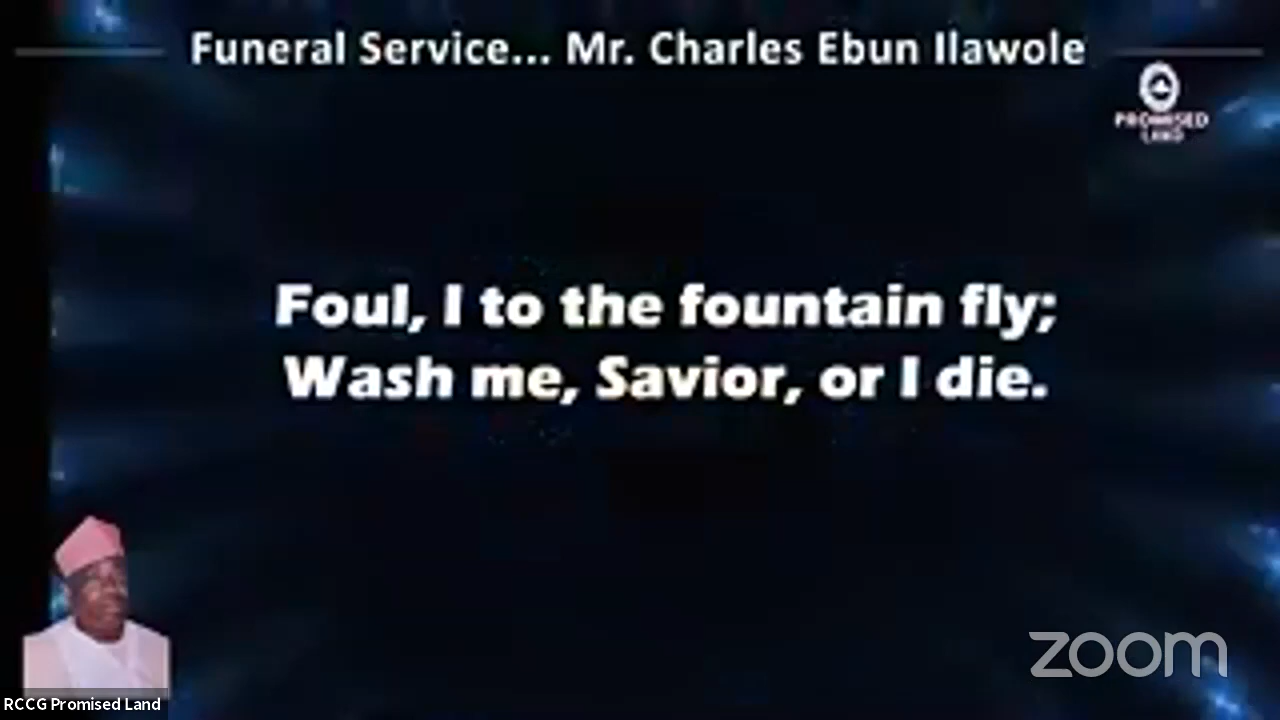 Funeral Service... Mr. Charles Ebun Ilawole
PROMISED
LAND
Foul, I to the fountain fly;
Wash me, Savior, or I die.
zoom
RCCG Promised Land